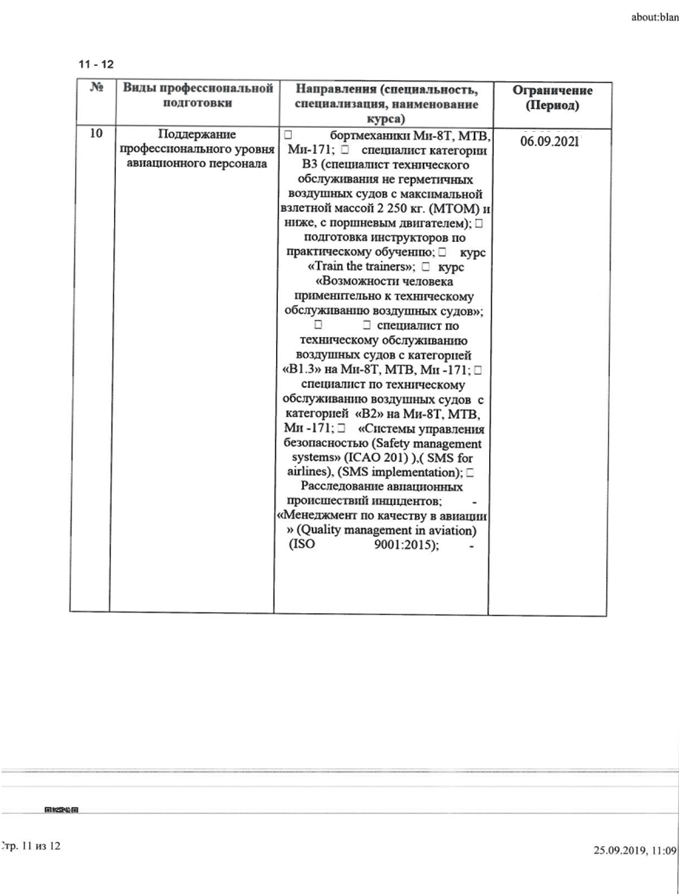 about:blan
11 - 12
№
Виды профессиональной
подготовки
Направления (специальность,
специализация, наименование
курса)
Ограничение
(Период)
10
Поддержание
профессионального уровня
авиационного персонала
□ бортмеханики Ми-8Т, МТВ,
Ми-171; □ специалист категории
В3 (специалист технического
обслуживания не герметичных
воздушных судов с максимальной
взлетной массой 2 250 кг. (МТОМ) и
ниже, с поршневым двигателем); □
подготовка инструкторов по
практическому обучению; □ курс
«Train the trainers»; □ курс
«Возможности человека
применительно к техническому
обслуживанию воздушных судов»;
□ □ специалист по
техническому обслуживанию
воздушных судов с категорией
«В1.3» на Ми-8Т, МТВ, Ми -171; □
специалист по техническому
обслуживанию воздушных судов с
категорией «В2» на Ми-8Т, МТВ,
Ми -171; □ «Системы управления
безопасностью (Safety management
systems» (ICAO 201) ),( SMS for
airlines), (SMS implementation); □
Расследование авиационных
происшествий инцидентов; -
«Менеджмент по качеству в авиации
» (Quality management in aviation)
(ISO 9001:2015); -
06.09.2021
Стр. 11 из 12
25.09.2019, 11:09